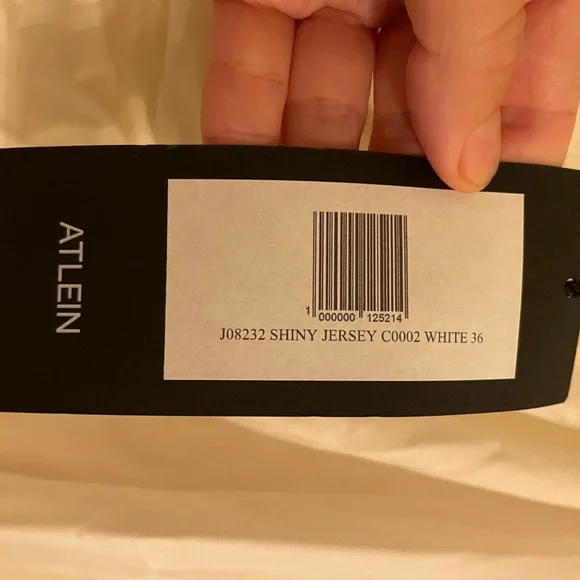 ATLEIN
1 000000 125214
J08232 SHINY JERSEY C0002 WHITE 36